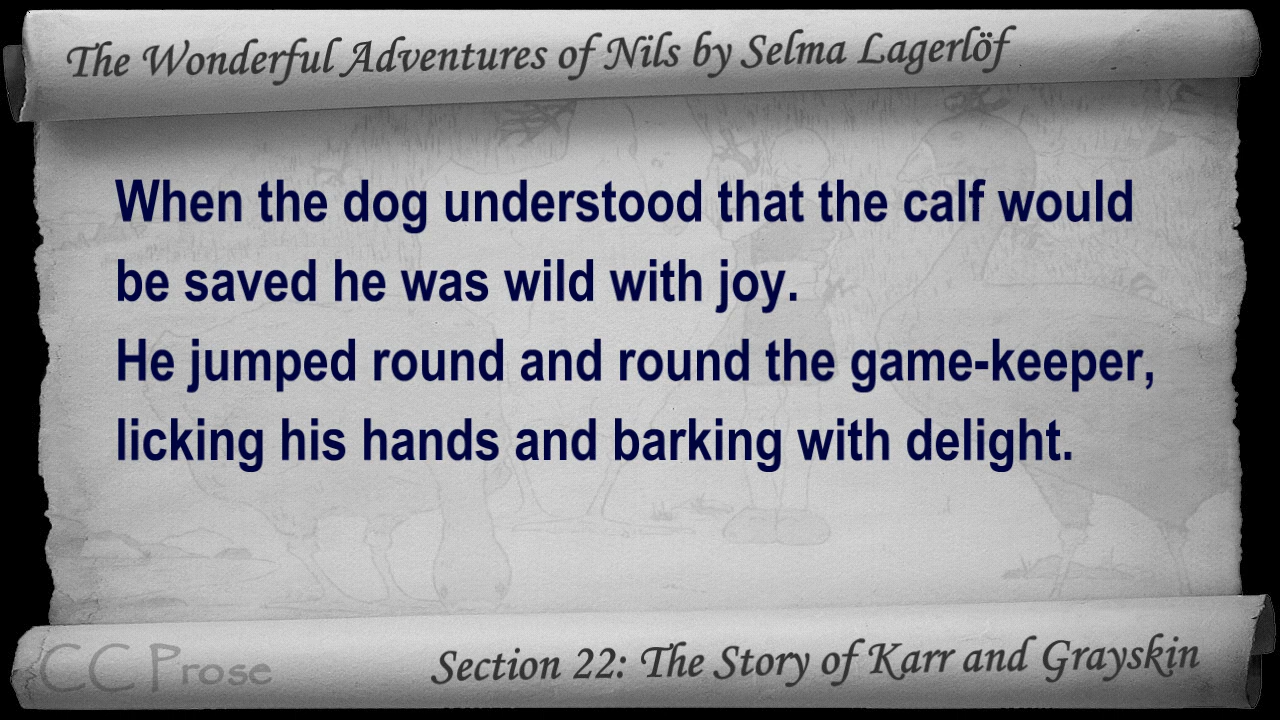 The Wonderful Adventures of Nils by Selma Lagerlöf
When the dog understood that the calf would
be saved he was wild with joy.
He jumped round and round the game-keeper,
licking his hands and barking with delight.
CC Prose
Section 22: The Story of Karr and Grayskin